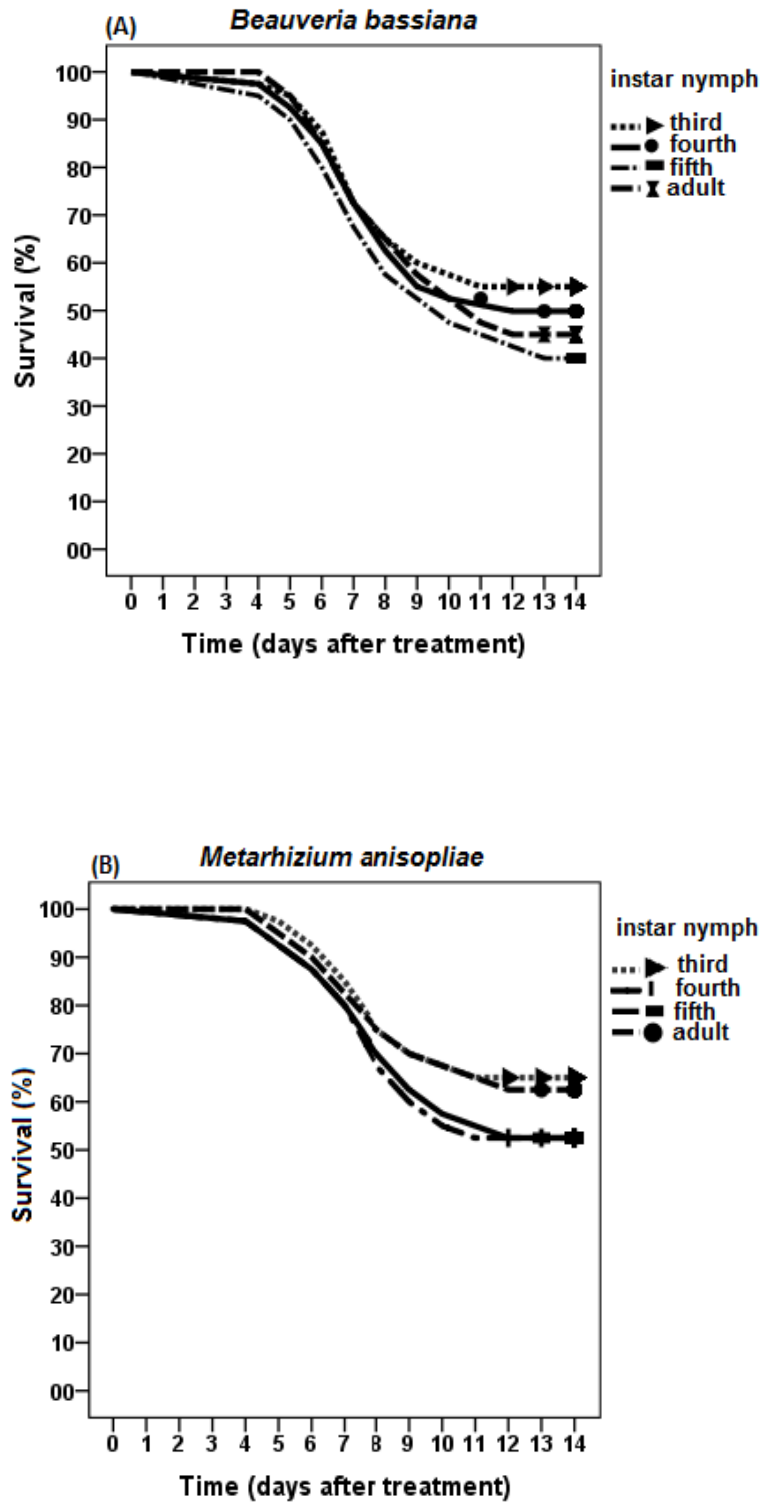 (A) Beauveria bassiana
instar nymph
third
fourth
fifth
adult
100
90
80
70
60
50
40
30
20
10
00
Survival (%)
0 1 2 3 4 5 6 7 8 9 10 11 12 13 14
Time (days after treatment)
(B) Metarhizium anisopliae
instar nymph
third
fourth
fifth
adult
100
90
80
70
60
50
40
30
20
10
00
Survival (%)
0 1 2 3 4 5 6 7 8 9 10 11 12 13 14
Time (days after treatment)